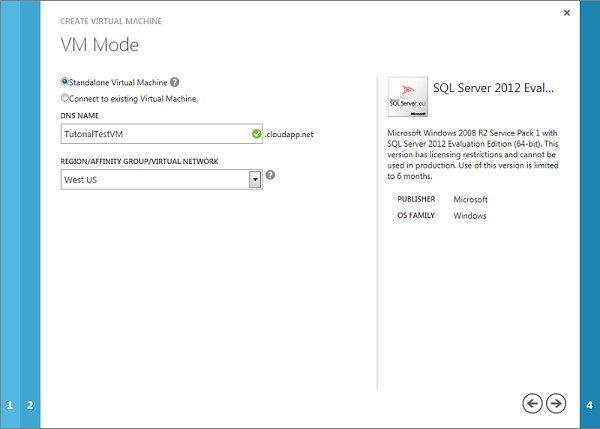 CREATE VIRTUAL MACHINE
VM Mode
Standalone Virtual Machine
Connect to existing Virtual Machine
DNS NAME
TutorialTestVM
.cloudapp.net
REGION/AFFINITY GROUP/VIRTUAL NETWORK
West US
SQL Server 2012
Microsoft
SQL Server 2012 Eval...
Microsoft Windows 2008 R2 Service Pack 1 with
SQL Server 2012 Evaluation Edition (64-bit). This
version has licensing restrictions and cannot be
used in production. Use of this version is limited
to 6 months.
PUBLISHER Microsoft
OS FAMILY Windows
1 2
4